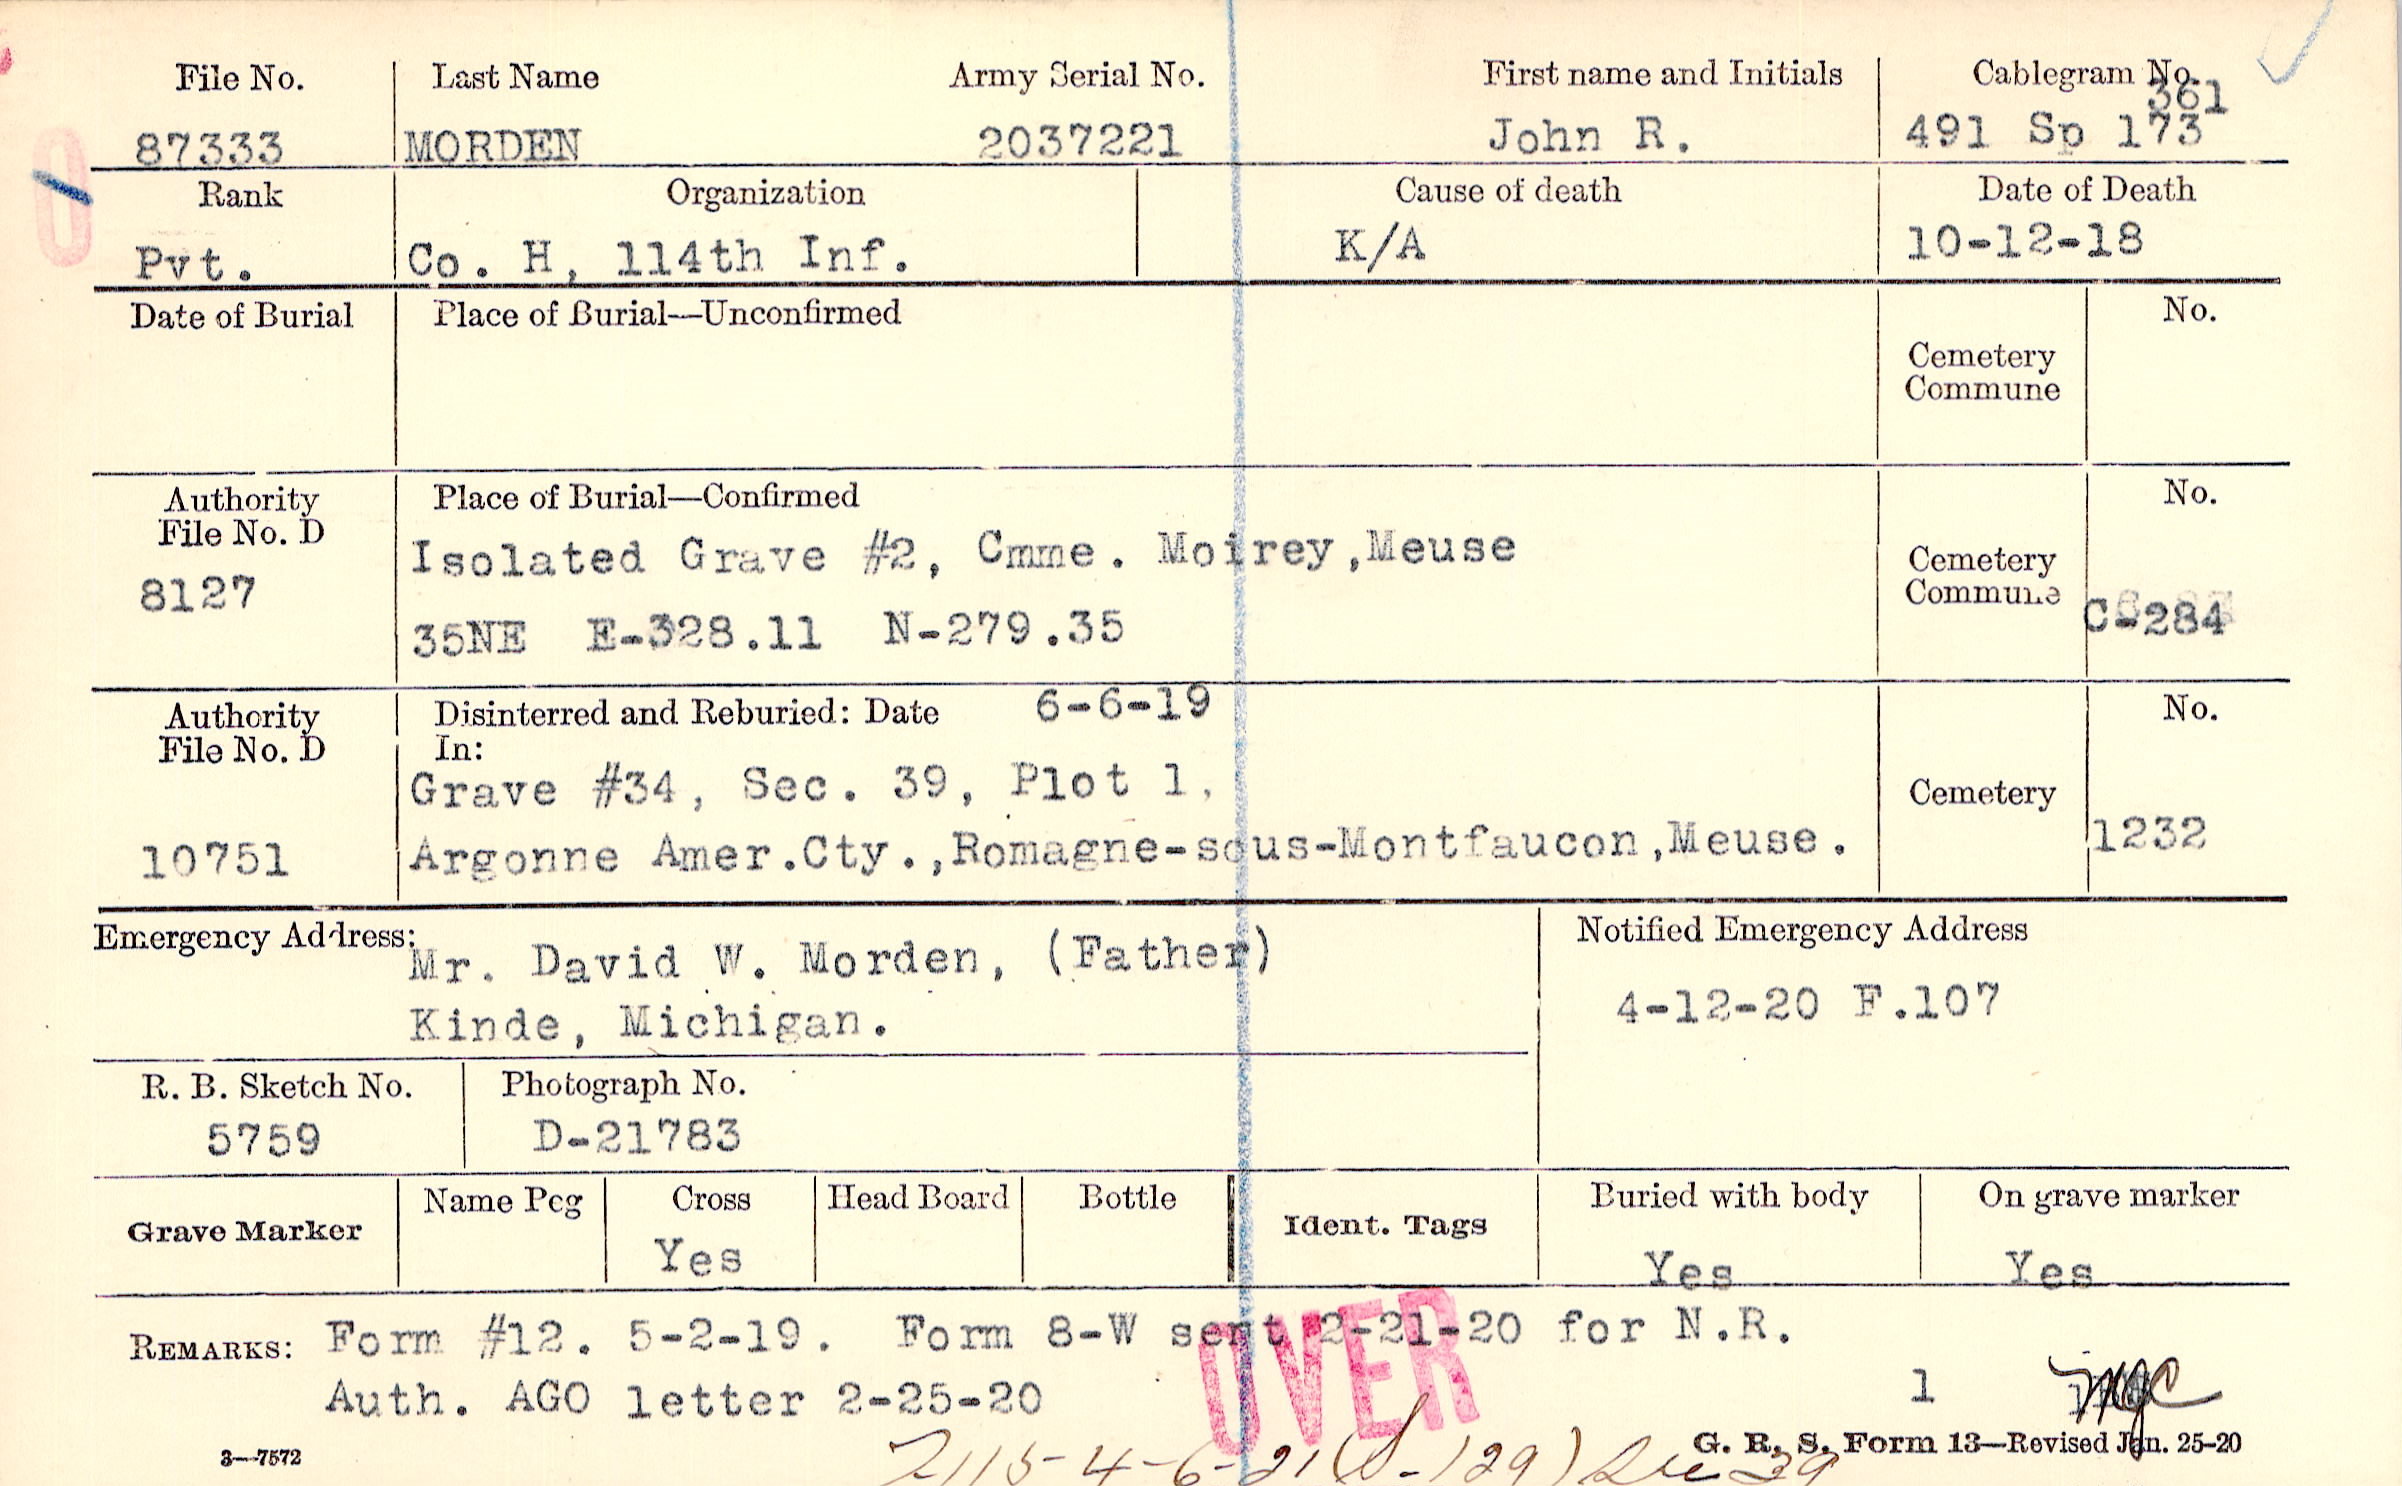 File No. Last Name Army Serial No. First name and Initials Cablegram No.
361
87333 MORDEN 2037221 John R. 491 Sp 173
Rank Organization Cause of death Date of Death
Pvt. Co. H, 114th Inf. K/A 10-12-18
Date of Burial Place of Burial—Unconfirmed No.
Cemetery
Commune
Authority Place of Burial—Confirmed No.
File No. D
Isolated Grave #2, Cmme. Moirey,Meuse
Cemetery
Commune
8127
C-284
35NE E-328.11 N-279.35
Authority Disinterred and Reburied: Date 6-6-19 No.
File No. D In:
Grave #34, Sec. 39, Plot 1,
Cemetery
10751 Argonne Amer.Cty.,Romagne-sous-Montfaucon,Meuse. 1232
Emergency Address: Notified Emergency Address
Mr. David W. Morden, (Father)
4-12-20 F.107
Kinde, Michigan.
R. B. Sketch No. Photograph No.
5759 D-21783
Grave Marker Name Peg Cross Head Board Bottle Ident. Tags Buried with body On grave marker
Yes Yes Yes
REMARKS: Form #12. 5-2-19. Form 8-W sent 2-21-20 for N.R.
Auth. AGO letter 2-25-20 1
OVER
3—7572 G. R. S. Form 13—Revised Jan. 25-20
2115-4-6-21 (S-129) 39